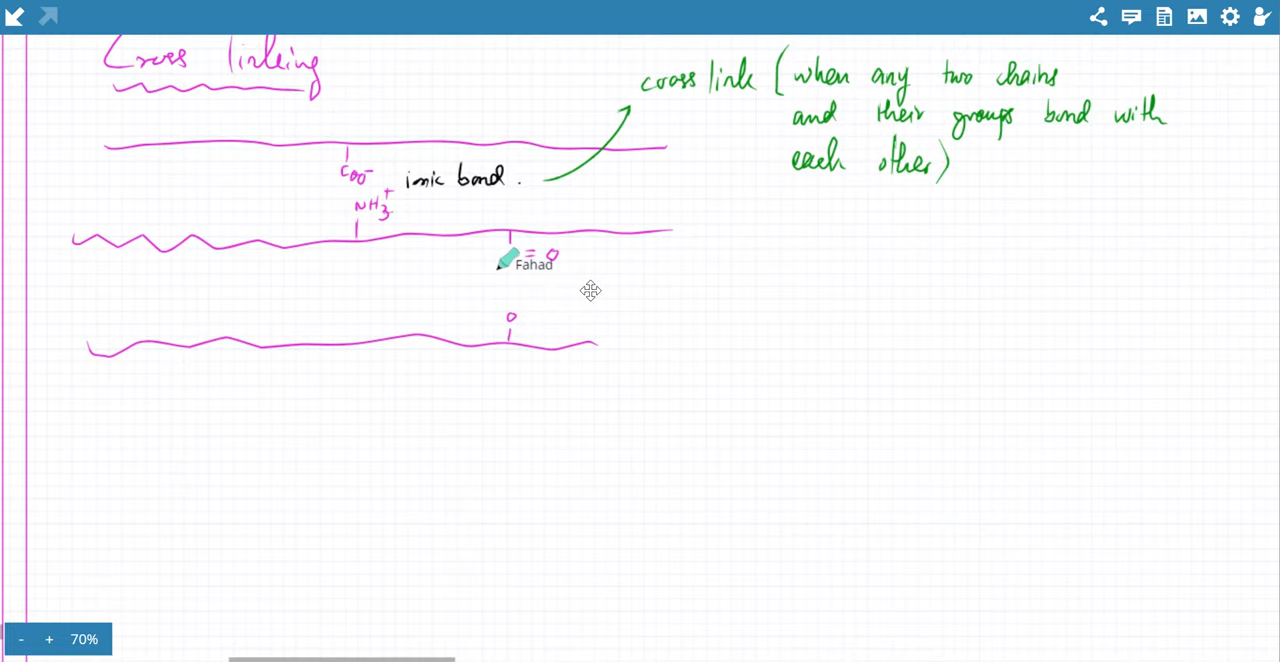 Cross linking
cross link (when any two chains
and their groups bond with
each other)
COO-
ionic bond.
NH3+
= O
Fahad
O
- + 70%